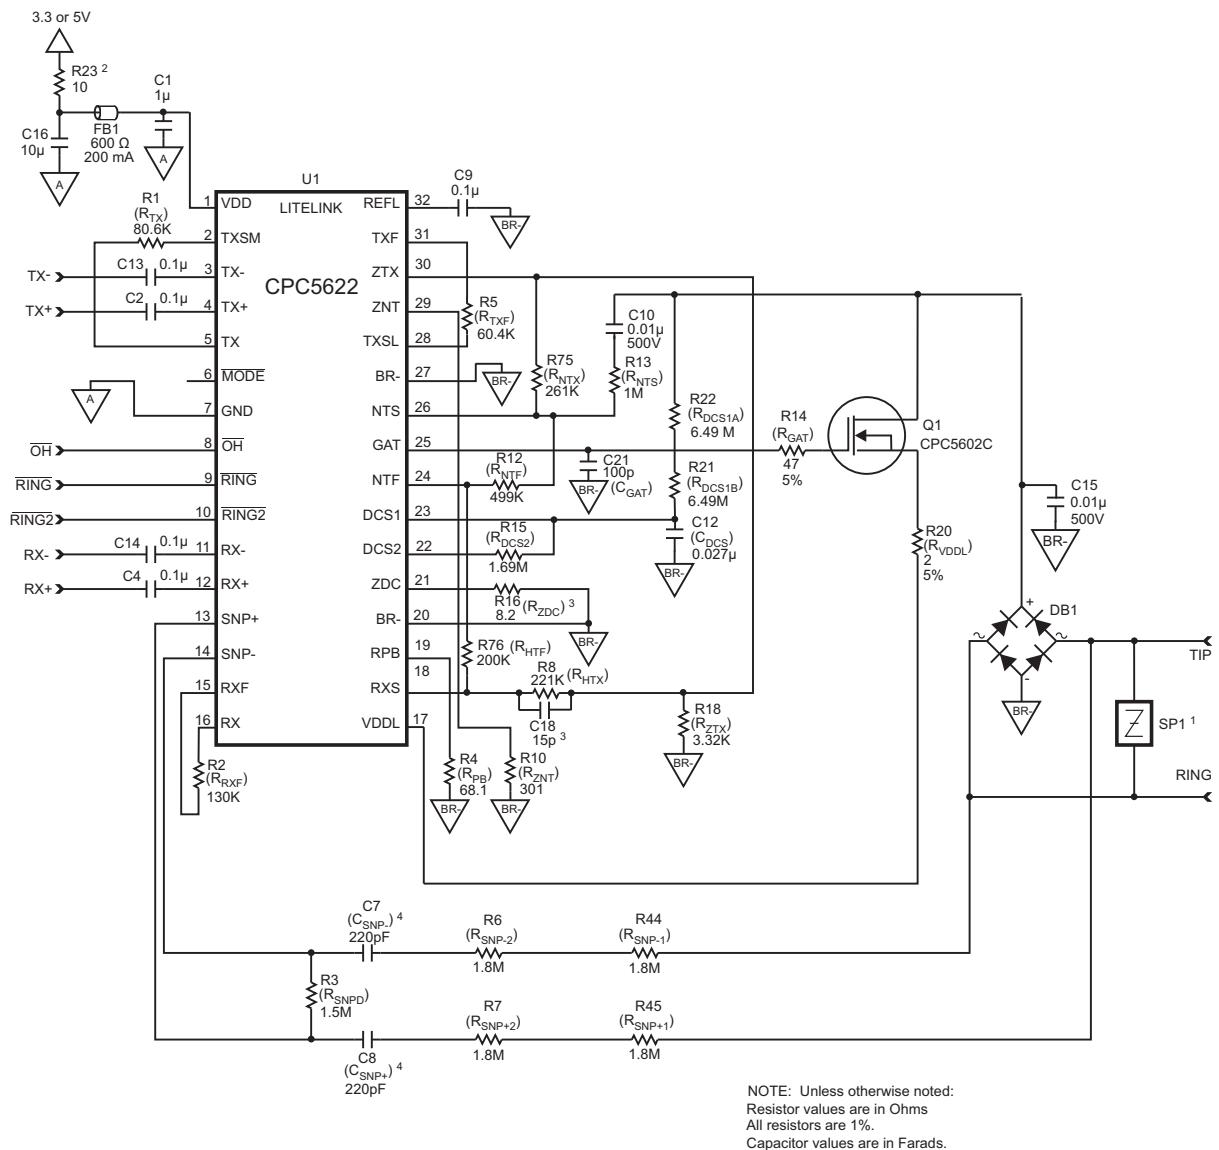 3.3 or 5V
R23 2
10
C1
1µ
C16
10µ
FB1
600 Ω
200 mA
A
A
U1
LITELINK
CPC5622
R1
(RTX)
80.6K
TX-
C13
0.1µ
TX+
C2
0.1µ
A
OH
RING
RING2
RX-
C14
0.1µ
RX+
C4
0.1µ
1 VDD
2 TXSM
3 TX-
4 TX+
5 TX
6 MODE
7 GND
8 OH
9 RING
10 RING2
11 RX-
12 RX+
13 SNP+
14 SNP-
15 RXF
16 RX
REFL 32
TXF 31
ZTX 30
ZNT 29
TXSL 28
BR- 27
NTS 26
GAT 25
NTF 24
DCS1 23
DCS2 22
ZDC 21
BR- 20
RPB 19
RXS 18
VDDL 17
R2
(RRXF)
130K
C9
0.1µ
BR-
R5
(RTXF)
60.4K
BR-
R75
(RNTX)
261K
C10
0.01µ
500V
R13
(RNTS)
1M
R22
(RDCS1A)
6.49 M
R14
(RGAT)
47
5%
Q1
CPC5602C
R12
(RNTF)
499K
C21
100p
(CGAT)
BR-
R21
(RDCS1B)
6.49M
R15
(RDCS2)
1.69M
C12
(CDCS)
0.027µ
BR-
C15
0.01µ
500V
BR-
R20
(RVDDL)
2
5%
R16 (RZDC) 3
8.2
BR-
R76 (RHTF)
200K
R8
221K (RHTX)
C18
15p 3
R18
(RZTX)
3.32K
BR-
R4
(RPB)
68.1
BR-
R10
(RZNT)
301
BR-
+
DB1
~
~
-
BR-
TIP
SP1 1
RING
C7
(CSNP-) 4
220pF
R6
(RSNP-2)
1.8M
R44
(RSNP-1)
1.8M
R3
(RSNPD)
1.5M
R7
(RSNP+2)
1.8M
R45
(RSNP+1)
1.8M
C8
(CSNP+) 4
220pF
NOTE: Unless otherwise noted:
Resistor values are in Ohms
All resistors are 1%.
Capacitor values are in Farads.